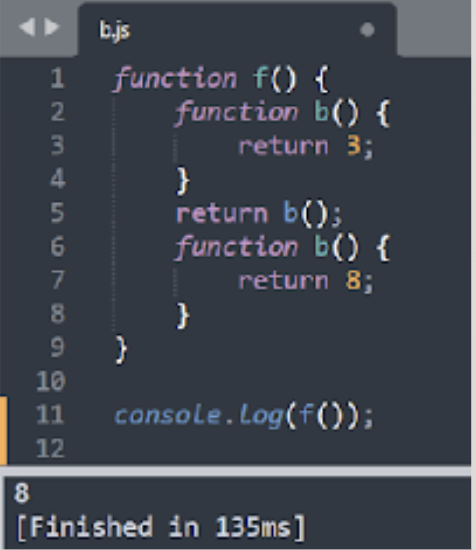 b.js
1 function f() {
2 function b() {
3 return 3;
4 }
5 return b();
6 function b() {
7 return 8;
8 }
9 }
10
11 console.log(f());
12
8
[Finished in 135ms]